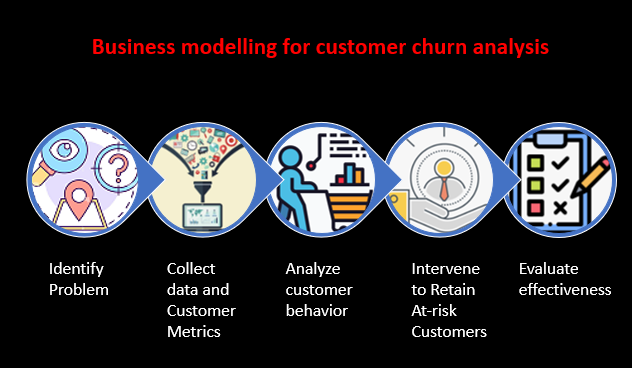 Business modelling for customer churn analysis
Identify
Problem
Collect
data and
Customer
Metrics
Analyze
customer
behavior
Intervene
to Retain
At-risk
Customers
Evaluate
effectiveness